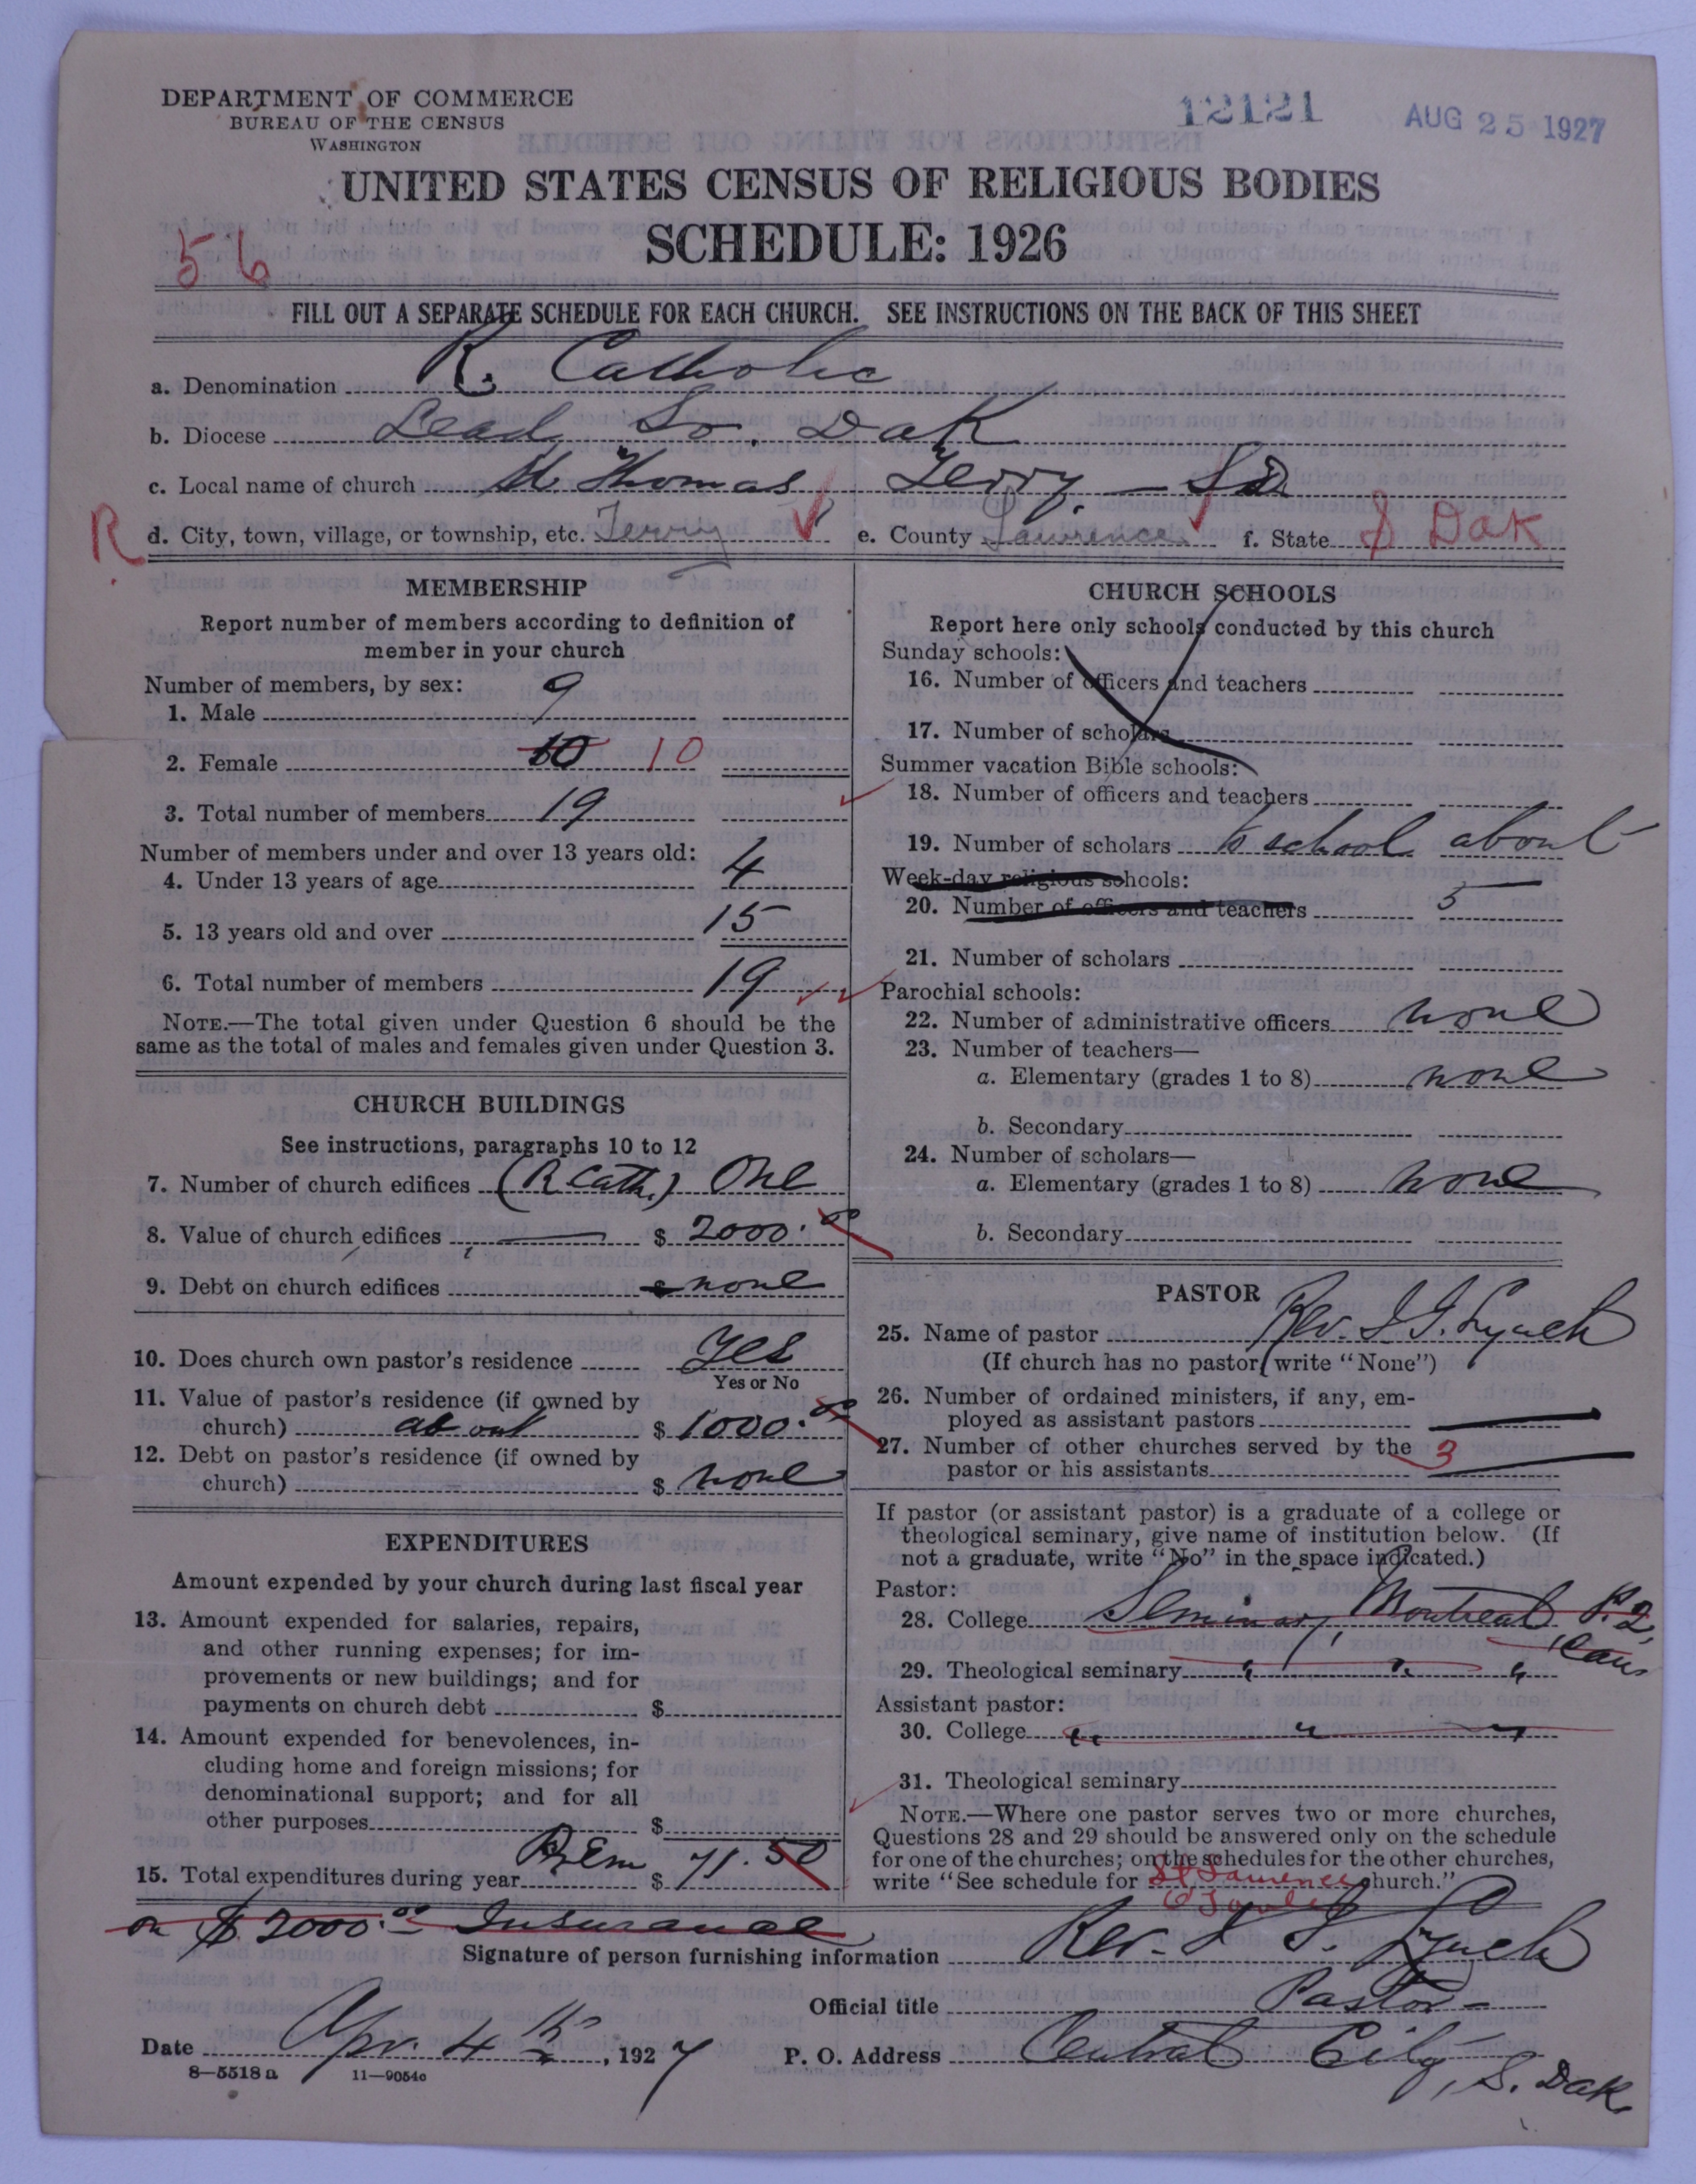 DEPARTMENT OF COMMERCE
BUREAU OF THE CENSUS
WASHINGTON
12121
AUG 25 1927
UNITED STATES CENSUS OF RELIGIOUS BODIES
SCHEDULE: 1926
56
FILL OUT A SEPARATE SCHEDULE FOR EACH CHURCH. SEE INSTRUCTIONS ON THE BACK OF THIS SHEET
a. Denomination R. Catholic
b. Diocese Lead So. Dak
c. Local name of church St. Thomas, Terry. — SD
R d. City, town, village, or township, etc. Terry e. County Lawrence f. State S Dak
MEMBERSHIP
Report number of members according to definition of
member in your church
Number of members, by sex:
1. Male 9
2. Female 10 10
3. Total number of members 19
Number of members under and over 13 years old:
4. Under 13 years of age 4
5. 13 years old and over 15
6. Total number of members 19
NOTE.—The total given under Question 6 should be the
same as the total of males and females given under Question 3.
CHURCH BUILDINGS
See instructions, paragraphs 10 to 12
7. Number of church edifices (R Cath.) One
8. Value of church edifices $ 2000.00
9. Debt on church edifices none
10. Does church own pastor's residence Yes
Yes or No
11. Value of pastor's residence (if owned by
church) about $ 1000.00
12. Debt on pastor's residence (if owned by
church) $ none
EXPENDITURES
Amount expended by your church during last fiscal year
13. Amount expended for salaries, repairs,
and other running expenses; for im-
provements or new buildings; and for
payments on church debt $
14. Amount expended for benevolences, in-
cluding home and foreign missions; for
denominational support; and for all
other purposes $
15. Total expenditures during year $ 71.50
on $2000.00 Insurance
CHURCH SCHOOLS
Report here only schools conducted by this church
Sunday schools:
16. Number of officers and teachers
17. Number of scholars
Summer vacation Bible schools:
18. Number of officers and teachers
19. Number of scholars to school about
Week-day religious schools:
20. Number of officers and teachers 5
21. Number of scholars
Parochial schools:
22. Number of administrative officers none
23. Number of teachers—
a. Elementary (grades 1 to 8) none
b. Secondary
24. Number of scholars—
a. Elementary (grades 1 to 8) none
b. Secondary
PASTOR
25. Name of pastor Rev. J. J. Lynch
(If church has no pastor, write "None")
26. Number of ordained ministers, if any, em-
ployed as assistant pastors
27. Number of other churches served by the 3
pastor or his assistants
If pastor (or assistant pastor) is a graduate of a college or
theological seminary, give name of institution below. (If
not a graduate, write "No" in the space indicated.)
Pastor:
28. College Seminary, Montreal P.Q.
Can
29. Theological seminary " " "
Assistant pastor:
30. College " " "
31. Theological seminary
NOTE.—Where one pastor serves two or more churches,
Questions 28 and 29 should be answered only on the schedule
for one of the churches; on the schedules for the other churches,
write "See schedule for St. Lawrence church."
Signature of person furnishing information Rev. J. J. Lynch
Official title Pastor —
Date Apr. 4th, 1927 P. O. Address Central City, S. Dak
8—5518 a 11—9054c